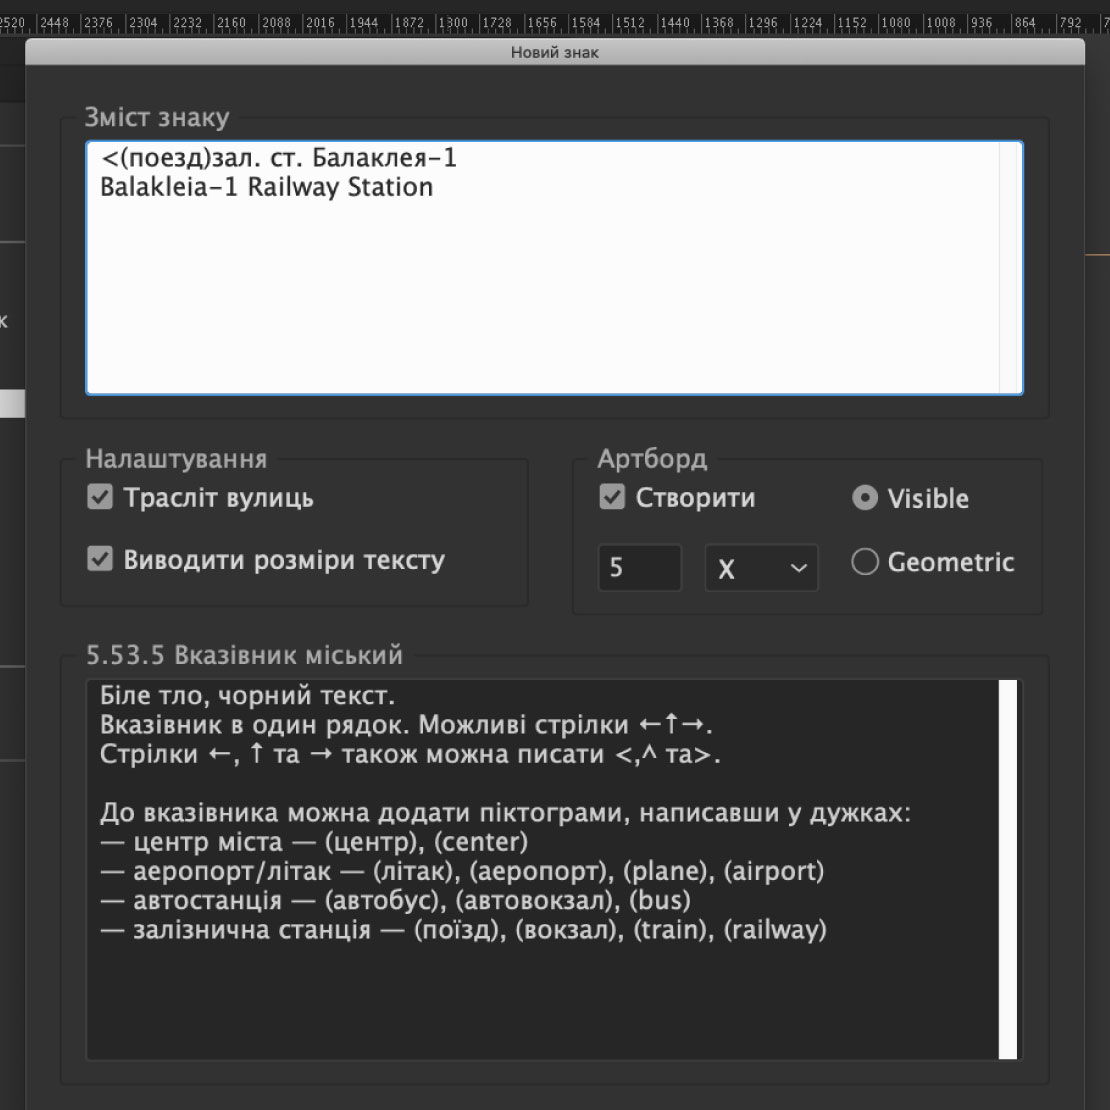 2520 2448 2376 2304 2232 2160 2088 2016 1944 1872 1300 1728 1656 1584 1512 1440 1368 1296 1224 1152 1080 1008 936 864 792
Новий знак
Зміст знаку
<(поезд)зал. ст. Балаклея-1
Balakleia-1 Railway Station
к
Налаштування
Трасліт вулиць
Виводити розміри тексту
Артборд
Створити
Visible
5
X
Geometric
5.53.5 Вказівник міський
Біле тло, чорний текст.
Вказівник в один рядок. Можливі стрілки ←↑→.
Стрілки ←, ↑ та → також можна писати <,^ та>.
До вказівника можна додати піктограми, написавши у дужках:
— центр міста — (центр), (center)
— аеропорт/літак — (літак), (аеропорт), (plane), (airport)
— автостанція — (автобус), (автовокзал), (bus)
— залізнична станція — (поїзд), (вокзал), (train), (railway)